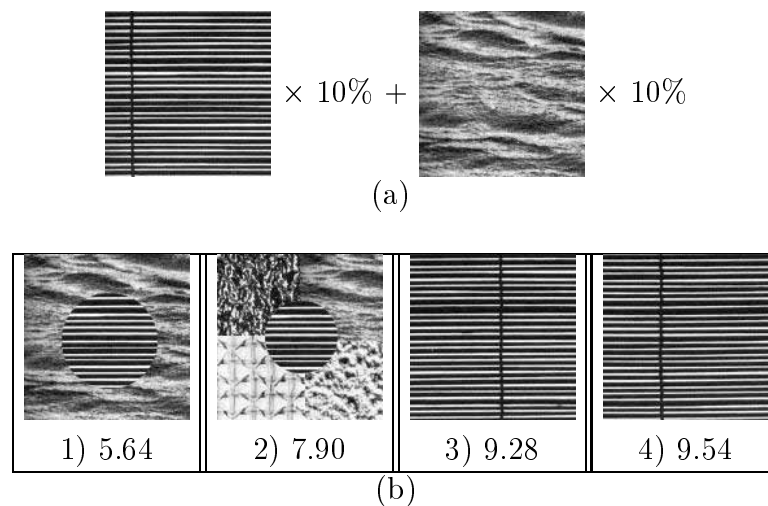 × 10% + × 10%
(a)
1) 5.64 2) 7.90 3) 9.28 4) 9.54
(b)